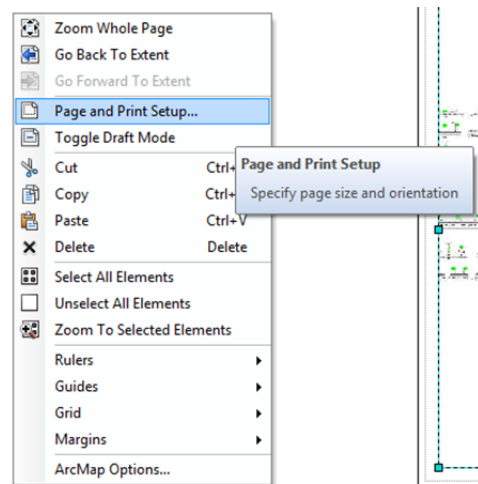 Zoom Whole Page
Go Back To Extent
Go Forward To Extent
Page and Print Setup...
Toggle Draft Mode
Cut Ctrl+
Page and Print Setup
Copy Ctrl+
Specify page size and orientation
Paste Ctrl+V
Delete Delete
Select All Elements
Unselect All Elements
Zoom To Selected Elements
Rulers
Guides
Grid
Margins
ArcMap Options...